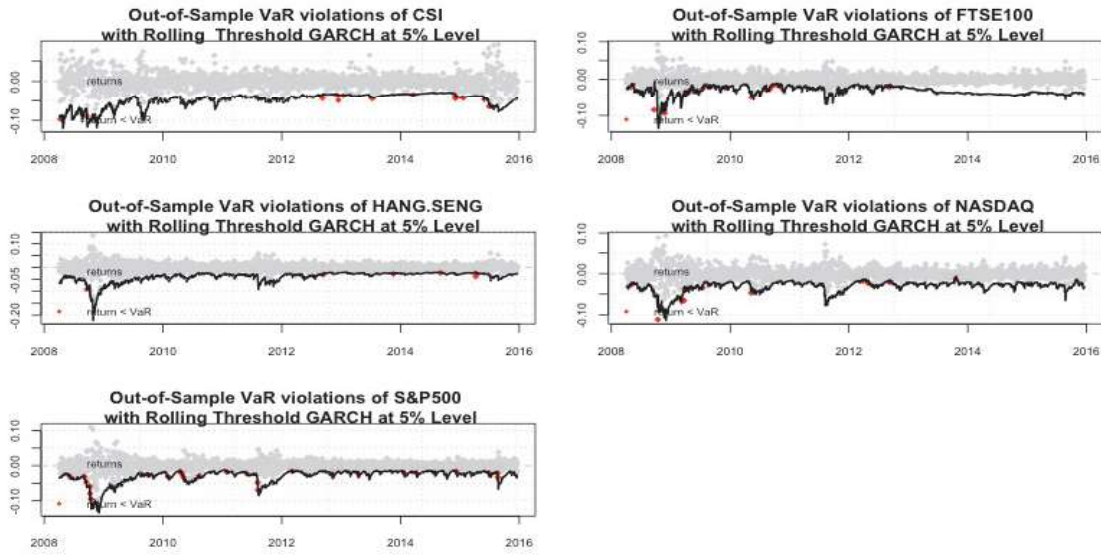 Out-of-Sample VaR violations of CSI
with Rolling Threshold GARCH at 5% Level
0.00
-0.10
returns
return < VaR
2008 2010 2012 2014 2016
Out-of-Sample VaR violations of FTSE100
with Rolling Threshold GARCH at 5% Level
0.10
0.00
-0.10
returns
return < VaR
2008 2010 2012 2014 2016
Out-of-Sample VaR violations of HANG.SENG
with Rolling Threshold GARCH at 5% Level
0.10
-0.05
-0.20
returns
return < VaR
2008 2010 2012 2014 2016
Out-of-Sample VaR violations of NASDAQ
with Rolling Threshold GARCH at 5% Level
0.10
0.00
-0.10
returns
return < VaR
2008 2010 2012 2014 2016
Out-of-Sample VaR violations of S&P500
with Rolling Threshold GARCH at 5% Level
0.10
0.00
-0.10
returns
return < VaR
2008 2010 2012 2014 2016